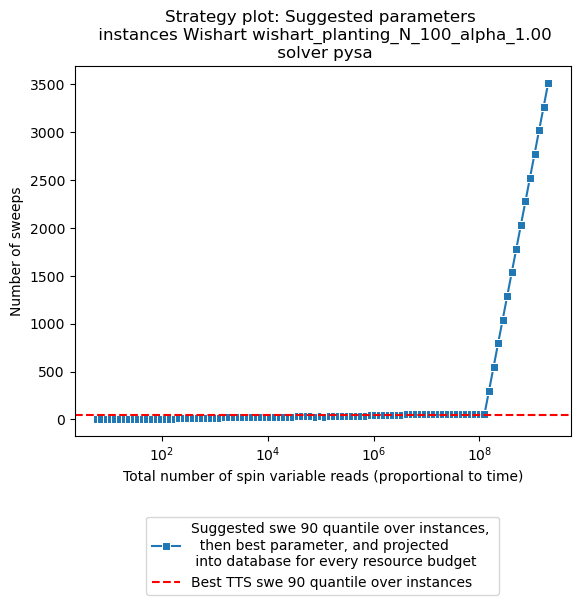 Strategy plot: Suggested parameters
instances Wishart wishart_planting_N_100_alpha_1.00
solver pysa
3500
3000
2500
2000
1500
1000
500
0
Number of sweeps
10^2
10^4
10^6
10^8
Total number of spin variable reads (proportional to time)
Suggested swe 90 quantile over instances,
then best parameter, and projected
into database for every resource budget
Best TTS swe 90 quantile over instances